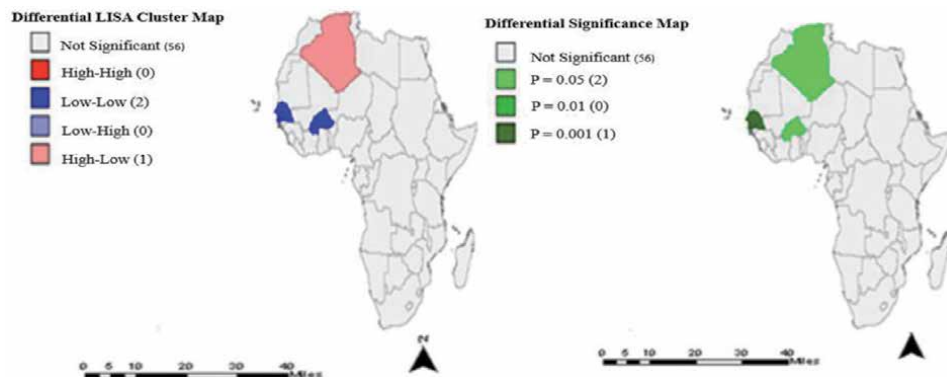 Differential LISA Cluster Map
Not Significant (56)
High-High (0)
Low-Low (2)
Low-High (0)
High-Low (1)
Differential Significance Map
Not Significant (56)
P = 0.05 (2)
P = 0.01 (0)
P = 0.001 (1)
N
0 5 10 20 30 40
Miles
0 5 10 20 30 40
Miles